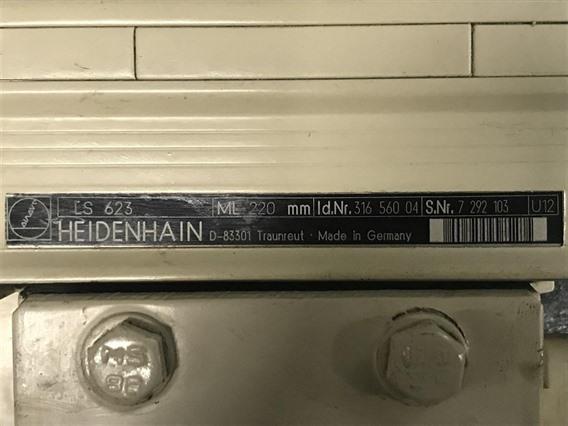 LS 623 ML 220 mm Id.Nr. 316 560 04 S.Nr. 7 292 103 U12
HEIDENHAIN D-83301 Traunreut · Made in Germany
MS